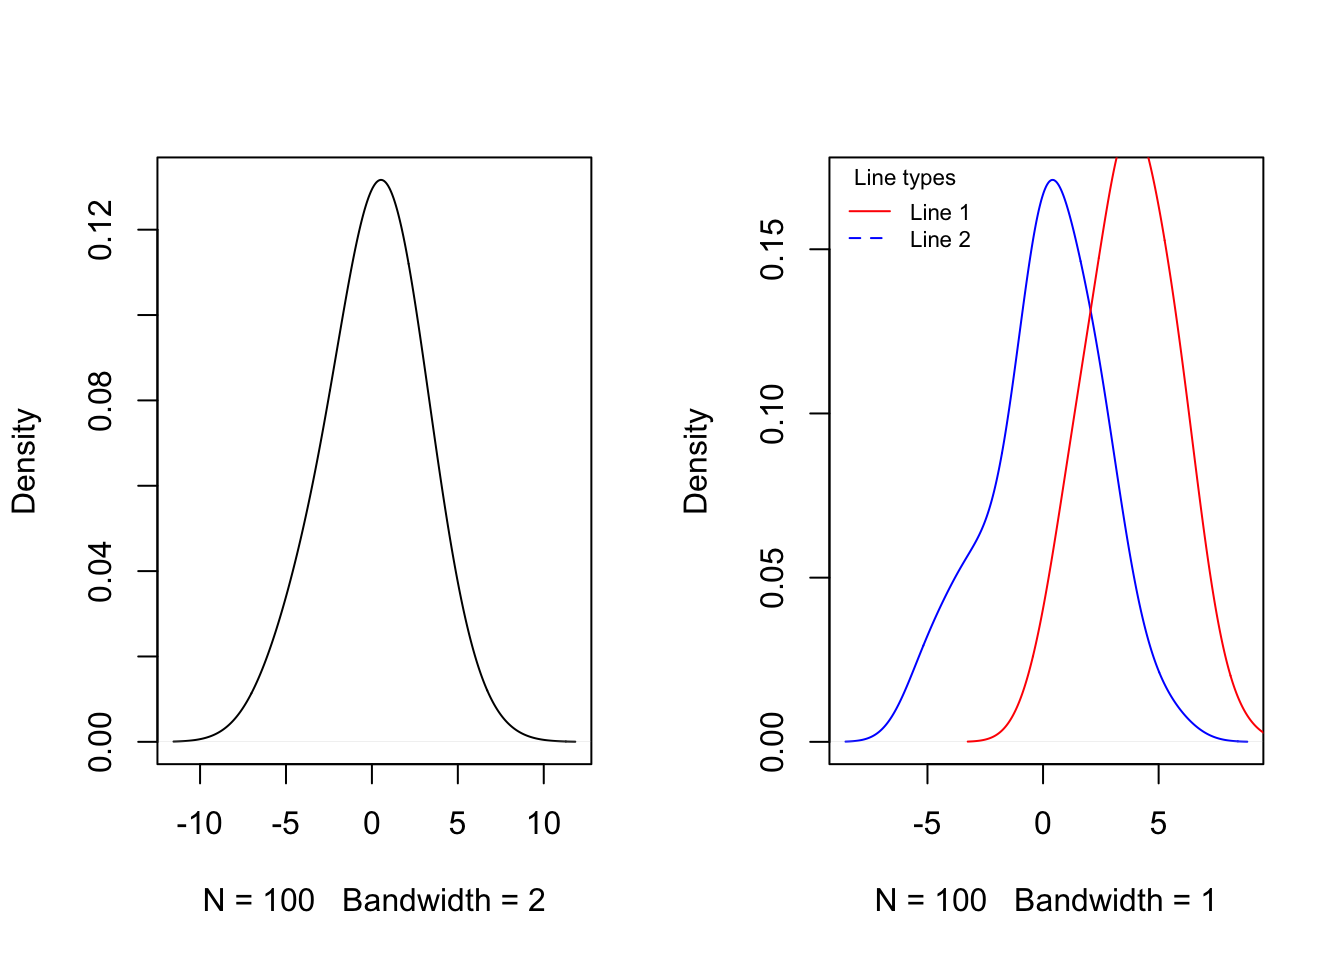 Density
0.12
0.08
0.04
0.00
-10 -5 0 5 10
N = 100 Bandwidth = 2
Density
0.15
0.10
0.05
0.00
Line types
Line 1
Line 2
-5 0 5
N = 100 Bandwidth = 1